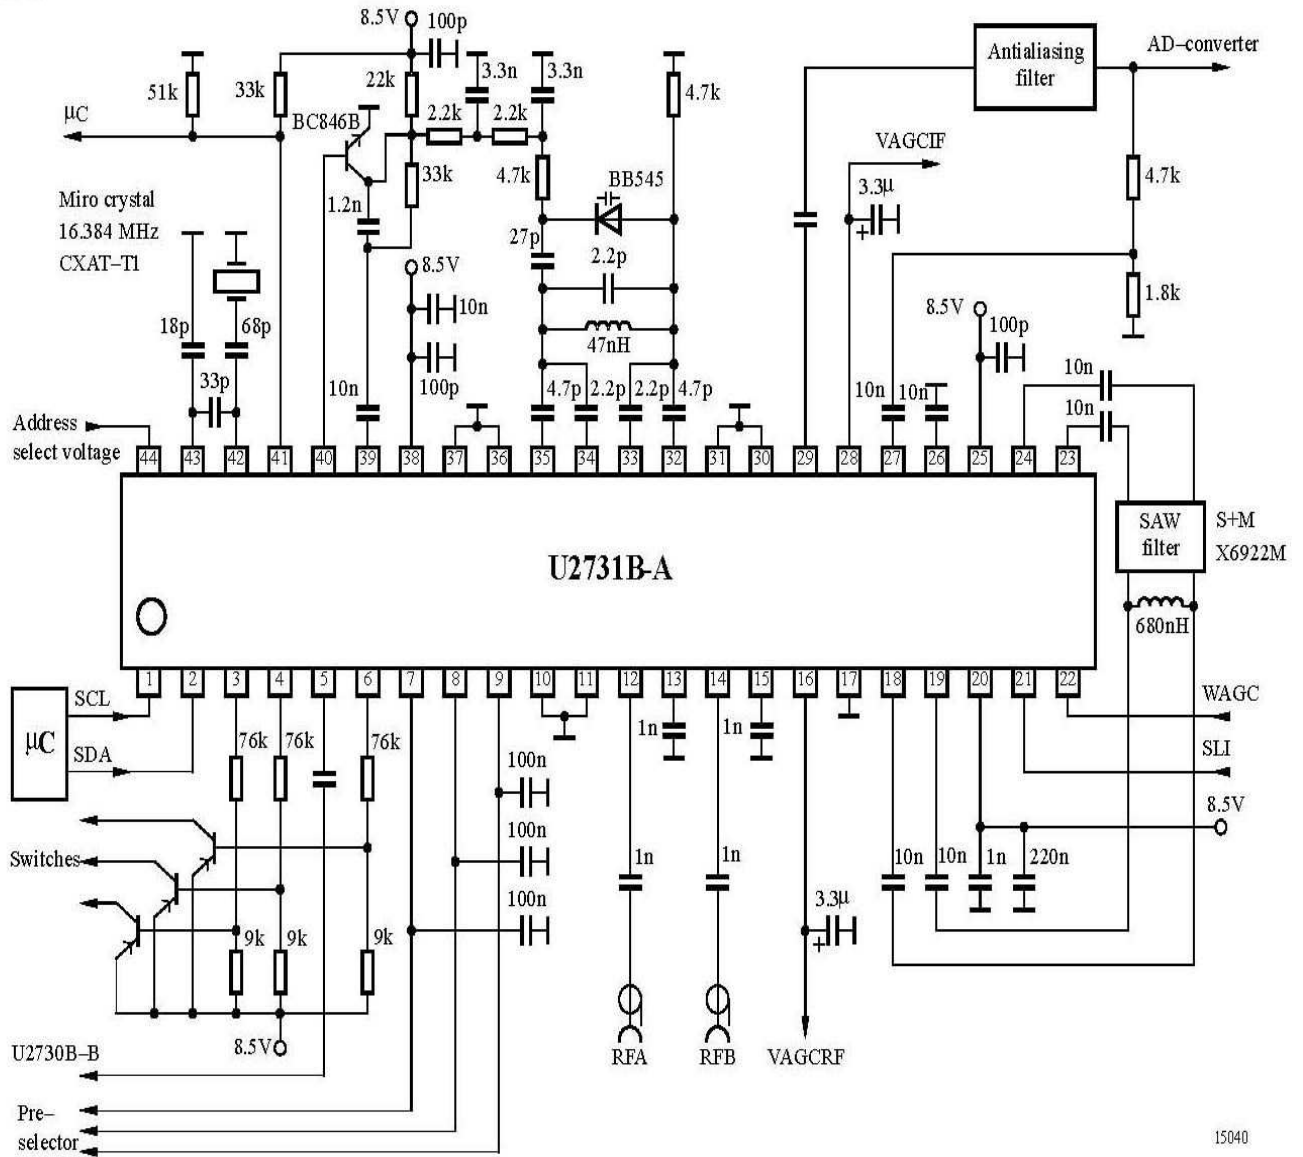 8.5V
100p
51k
33k
22k
3.3n
3.3n
4.7k
Antialiasing
filter
AD–converter
μC
BC846B
2.2k
2.2k
VAGCIF
Miro crystal
16.384 MHz
CXAT–T1
1.2n
33k
4.7k
BB545
3.3μ
+
4.7k
27p
2.2p
8.5V
10n
1.8k
8.5V
100p
18p
68p
47nH
33p
10n
100p
4.7p
2.2p
2.2p
4.7p
10n
10n
10n
10n
Address
select voltage
44 43 42 41 40 39 38 37 36 35 34 33 32 31 30 29 28 27 26 25 24 23
U2731B-A
SAW
filter
S+M
X6922M
680nH
1 2 3 4 5 6 7 8 9 10 11 12 13 14 15 16 17 18 19 20 21 22
μC
SCL
SDA
76k
76k
76k
1n
1n
WAGC
SLI
8.5V
100n
100n
100n
Switches
1n
1n
10n
10n
1n
220n
3.3μ
+
9k
9k
9k
8.5V
U2730B–B
RFA
RFB
VAGCRF
Pre–
selector
15040